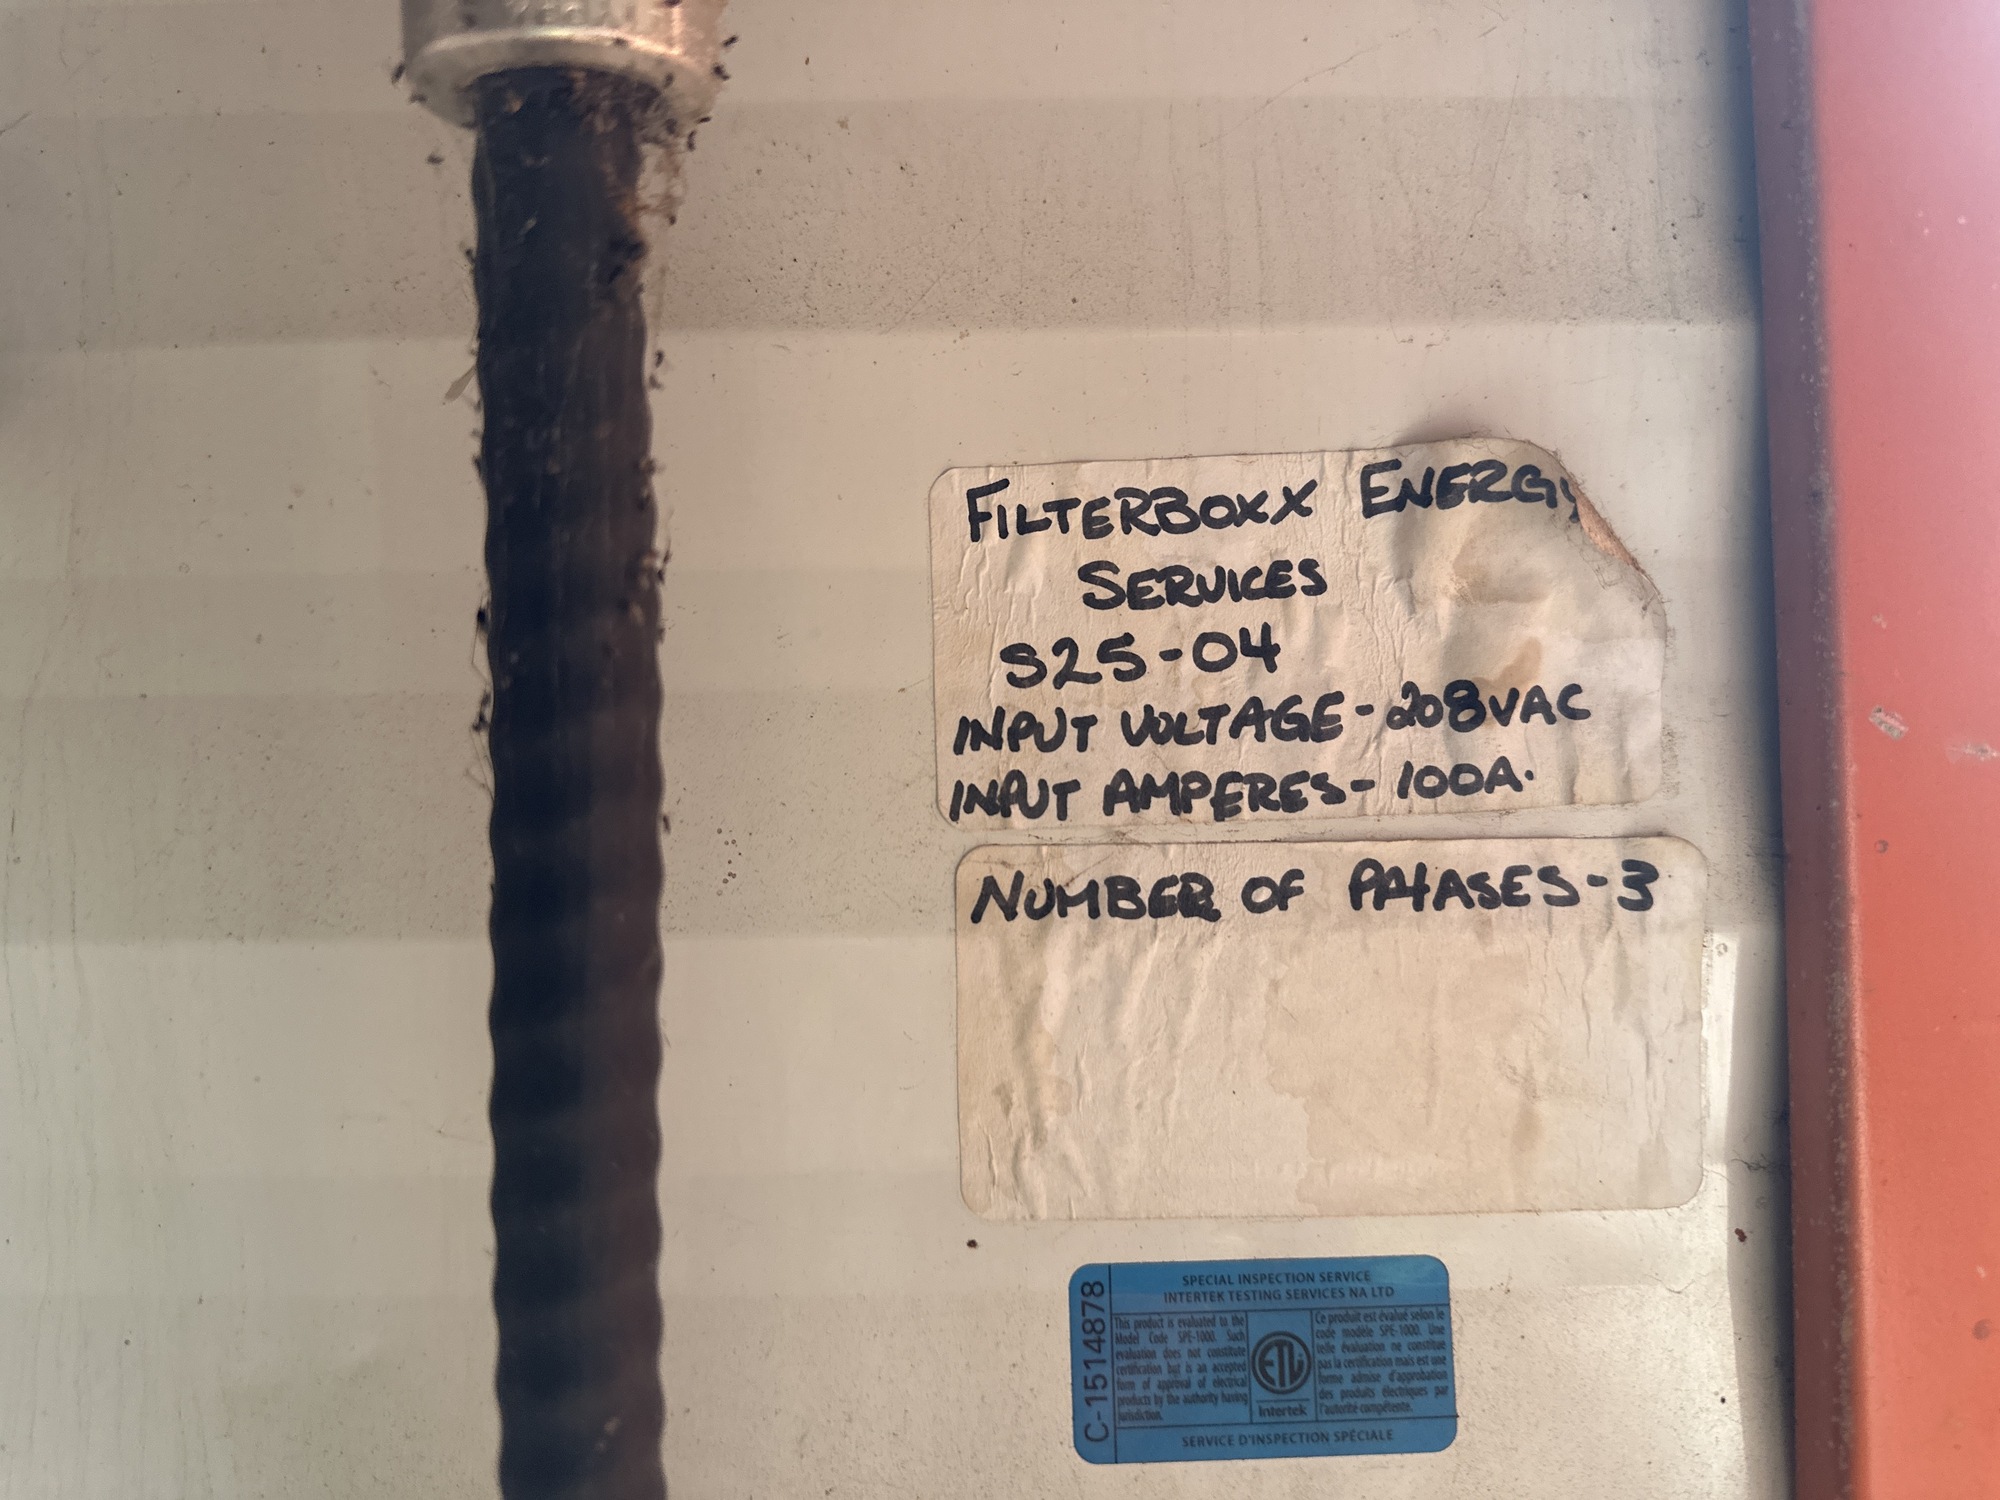 FILTERBOXX ENERGY
SERVICES
S25-04
INPUT VOLTAGE-208VAC
INPUT AMPERES-100A.
NUMBER OF PHASES-3
C-1514878
SPECIAL INSPECTION SERVICE
INTERTEK TESTING SERVICES NA LTD
This product is evaluated to the
Model Code SPE-1000. Such
evaluation does not constitute
certification but is an accepted
form of approval of electrical
products by the authority having
jurisdiction.
ETL
Intertek
Ce produit est évalué selon le
code modèle SPE-1000. Une
telle évaluation ne constitue
pas la certification mais est une
forme admise d'approbation
des produits électriques par
l'autorité compétente.
SERVICE D'INSPECTION SPÉCIALE